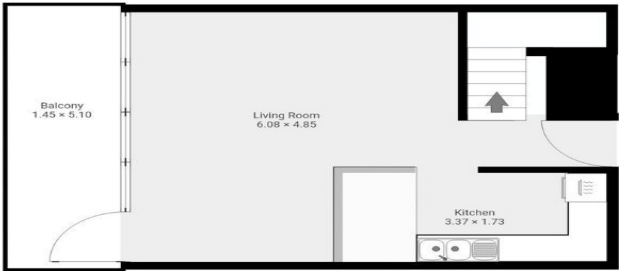 Balcony
1.45 × 5.10
Living Room
6.08 × 4.85
Kitchen
3.37 × 1.73